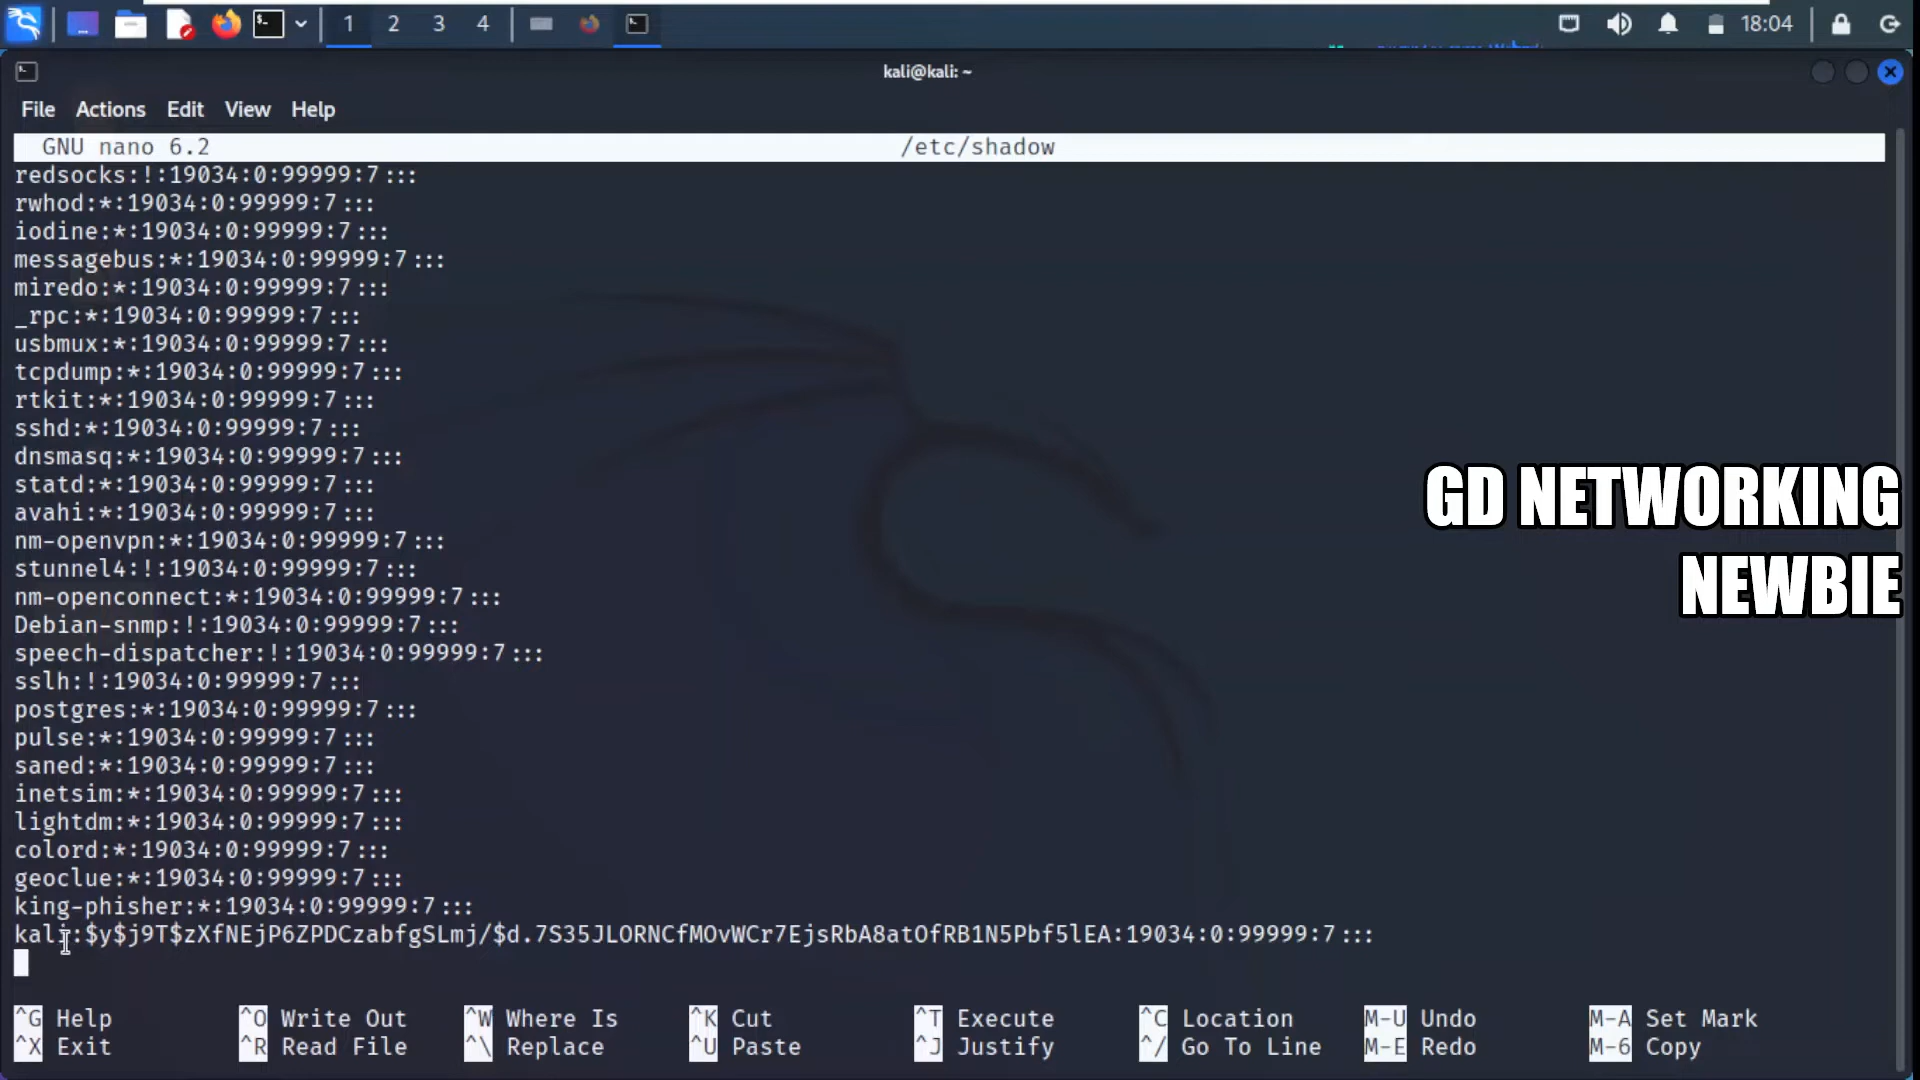 1 2 3 4 18:04
kali@kali: ~
File Actions Edit View Help
GNU nano 6.2 /etc/shadow
redsocks:!:19034:0:99999:7:::
rwhod:*:19034:0:99999:7:::
iodine:*:19034:0:99999:7:::
messagebus:*:19034:0:99999:7:::
miredo:*:19034:0:99999:7:::
_rpc:*:19034:0:99999:7:::
usbmux:*:19034:0:99999:7:::
tcpdump:*:19034:0:99999:7:::
rtkit:*:19034:0:99999:7:::
sshd:*:19034:0:99999:7:::
dnsmasq:*:19034:0:99999:7:::
statd:*:19034:0:99999:7:::
avahi:*:19034:0:99999:7:::
nm-openvpn:*:19034:0:99999:7:::
stunnel4:!:19034:0:99999:7:::
nm-openconnect:*:19034:0:99999:7:::
Debian-snmp:!:19034:0:99999:7:::
speech-dispatcher:!:19034:0:99999:7:::
sslh:!:19034:0:99999:7:::
postgres:*:19034:0:99999:7:::
pulse:*:19034:0:99999:7:::
saned:*:19034:0:99999:7:::
inetsim:*:19034:0:99999:7:::
lightdm:*:19034:0:99999:7:::
colord:*:19034:0:99999:7:::
geoclue:*:19034:0:99999:7:::
king-phisher:*:19034:0:99999:7:::
kali:$y$j9T$zXfNEjP6ZPDCzabfgSLmj/$d.7S35JLORNCfMOvWCr7EjsRbA8atOfRB1N5Pbf5lEA:19034:0:99999:7:::
GD NETWORKING
NEWBIE
^G Help ^O Write Out ^W Where Is ^K Cut ^T Execute ^C Location M-U Undo M-A Set Mark
^X Exit ^R Read File ^\ Replace ^U Paste ^J Justify ^/ Go To Line M-E Redo M-6 Copy